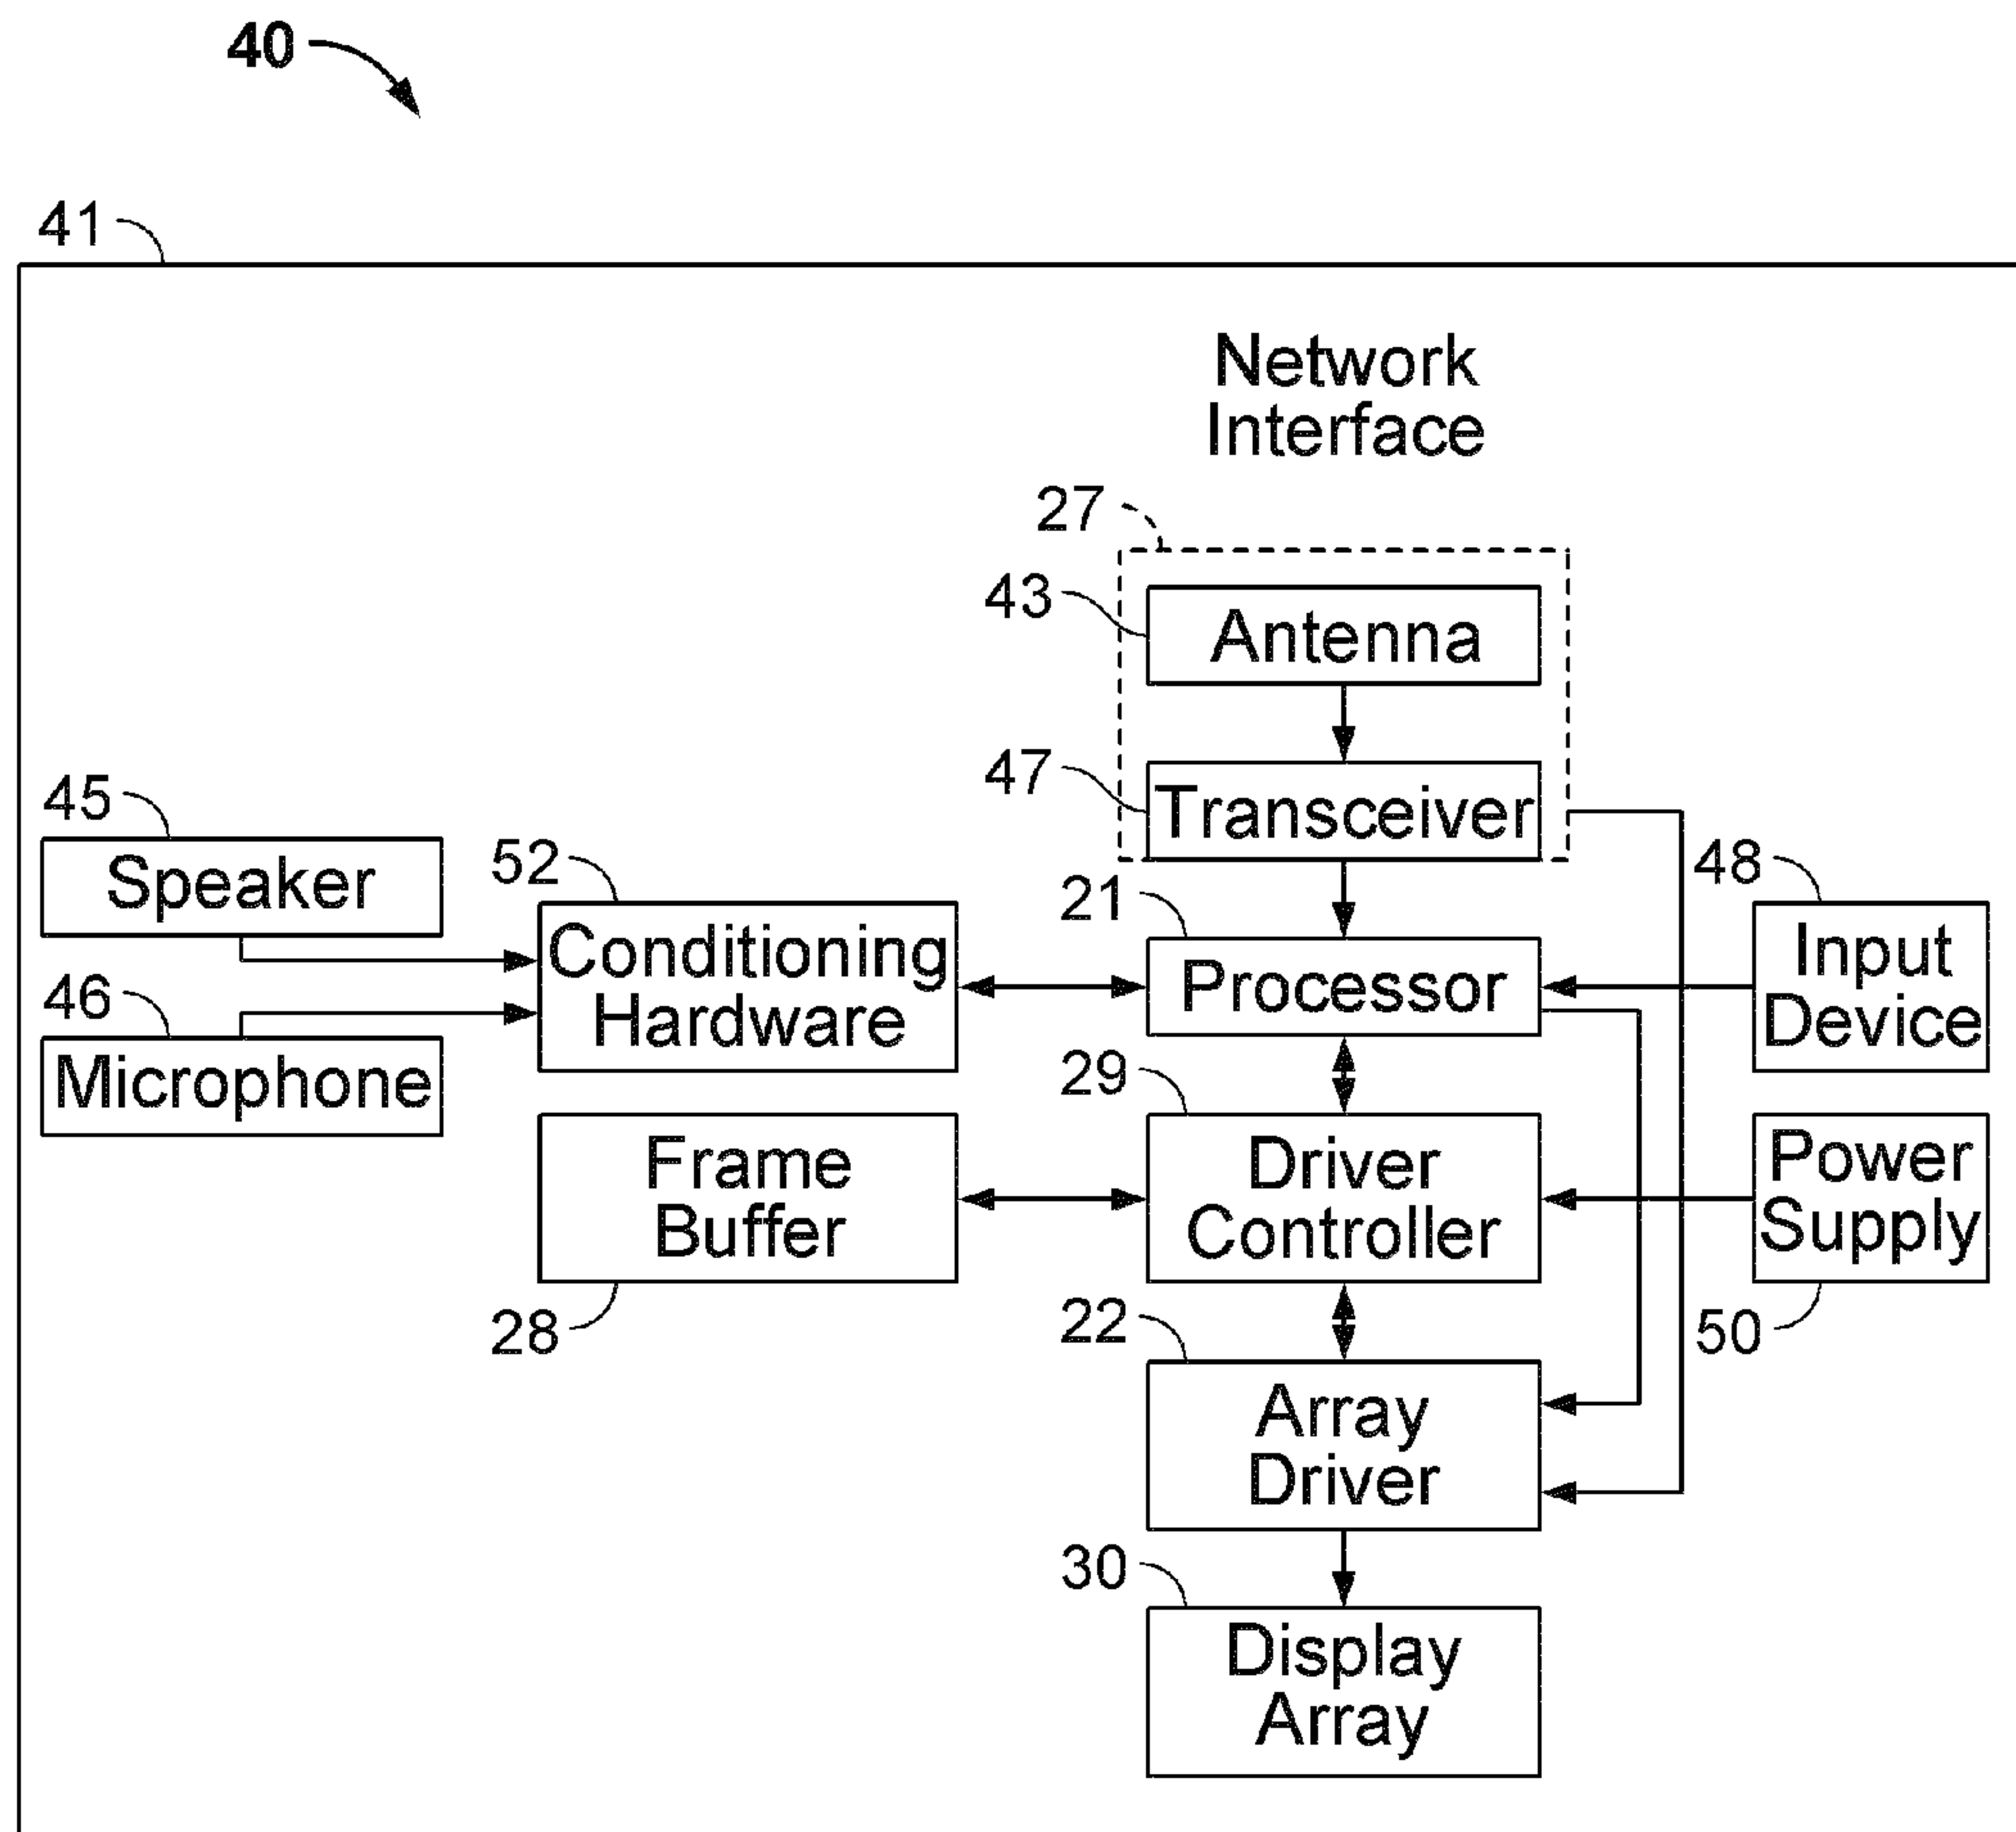 40
41
Network
Interface
27
43
Antenna
47
Transceiver
45
Speaker
52
Conditioning
Hardware
21
Processor
48
Input
Device
46
Microphone
29
Driver
Controller
Frame
Buffer
28
Power
Supply
50
22
Array
Driver
30
Display
Array